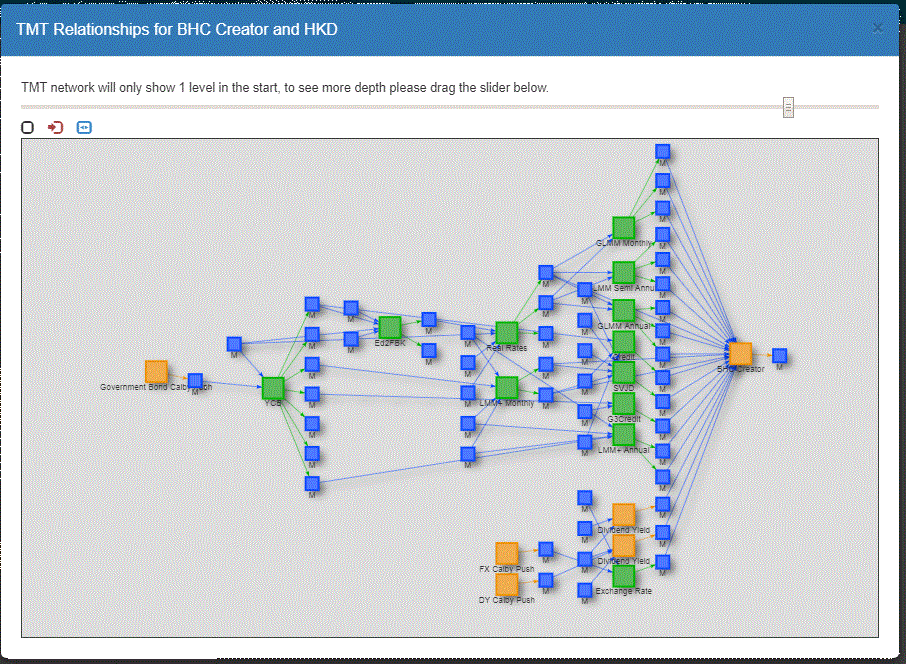 TMT Relationships for BHC Creator and HKD
×
TMT network will only show 1 level in the start, to see more depth please drag the slider below.
M
M
M
M
GLMM Monthly
M
M
M
LMM Semi Annual
M
M
M
M
M
M
M
GLMM Annual
M
M
M
M
M
Ed2FBK
M
Resi Rates
M
M
Credit
M
BHC Creator
M
M
M
M
M
M
Government Bond Calby Push
M
YCB
M
M
LMM+ Monthly
M
M
SVJD
M
M
M
M
G3Credit
M
M
M
M
LMM+ Annual
M
M
M
M
M
Dividend Yield
M
M
FX Calby Push
M
M
Dividend Yield
M
DY Calby Push
M
M
Exchange Rate